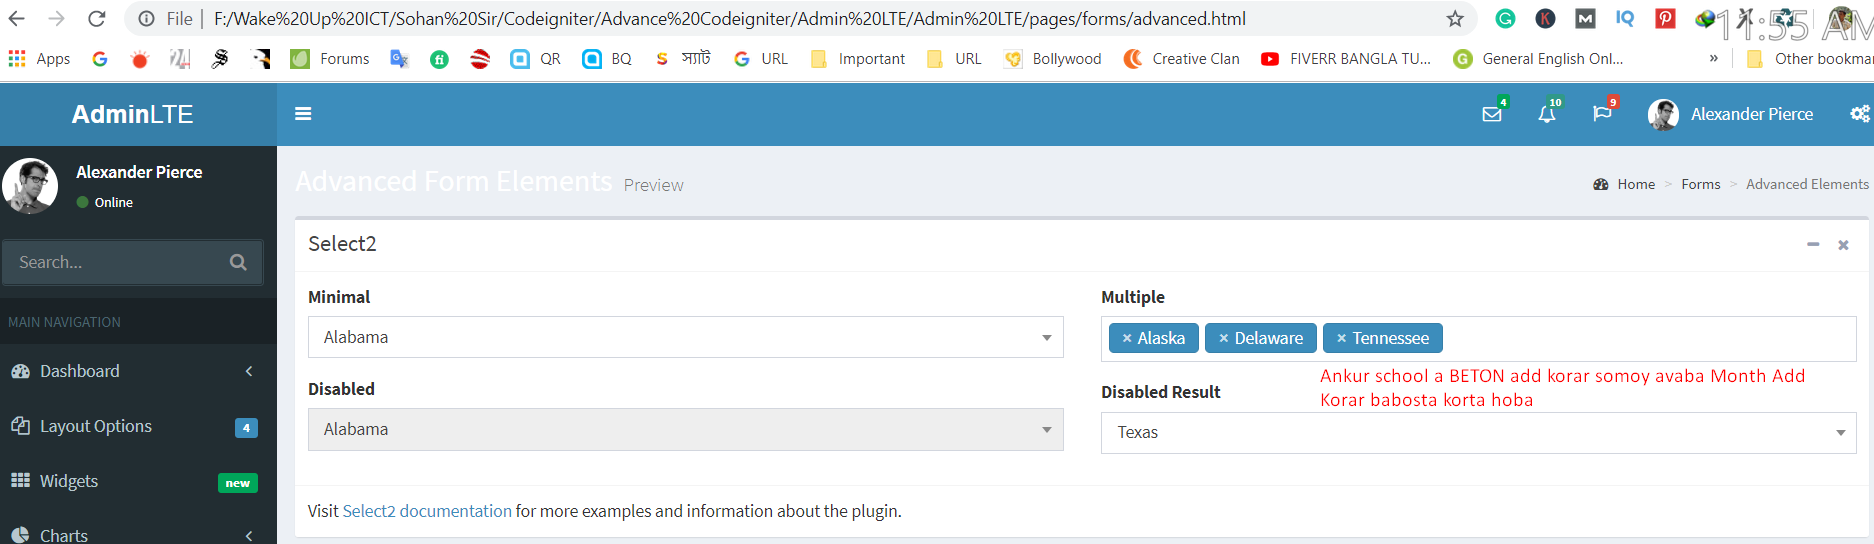 File | F:/Wake%20Up%20ICT/Sohan%20Sir/Codeigniter/Advance%20Codeigniter/Admin%20LTE/Admin%20LTE/pages/forms/advanced.html
11:55 AM
Apps Forums QR BQ স্যাট URL Important URL Bollywood Creative Clan FIVERR BANGLA TU... General English Onl... » Other bookmar
AdminLTE 4 10 9 Alexander Pierce
Alexander Pierce
Online
Advanced Form Elements Preview
Home > Forms > Advanced Elements
Search...
Select2
MAIN NAVIGATION
Minimal
Alabama
Multiple
× Alaska × Delaware × Tennessee
Dashboard
Disabled
Alabama
Ankur school a BETON add korar somoy avaba Month Add
Korar babosta korta hoba
Disabled Result
Texas
Layout Options 4
Widgets new
Visit Select2 documentation for more examples and information about the plugin.
Charts